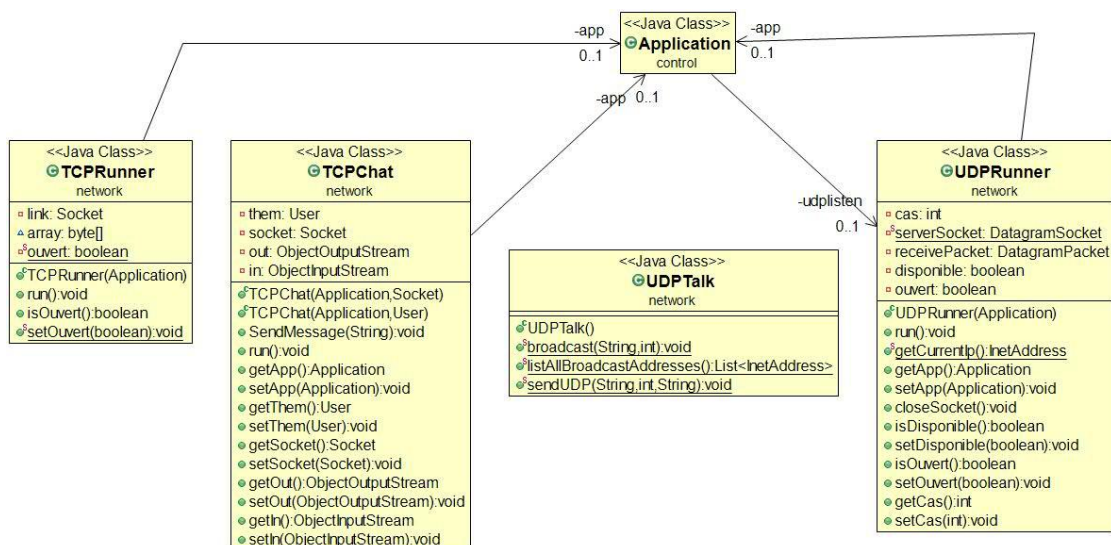 <<Java Class>>
Application
control
-app
0..1
-app
0..1
-app
0..1
-udplisten
0..1
<<Java Class>>
TCPRunner
network
link: Socket
array: byte[]
ouvert: boolean
TCPRunner(Application)
run():void
isOuvert():boolean
setOuvert(boolean):void
<<Java Class>>
TCPChat
network
them: User
socket: Socket
out: ObjectOutputStream
in: ObjectInputStream
TCPChat(Application,Socket)
TCPChat(Application,User)
SendMessage(String):void
run():void
getApp():Application
setApp(Application):void
getThem():User
setThem(User):void
getSocket():Socket
setSocket(Socket):void
getOut():ObjectOutputStream
setOut(ObjectOutputStream):void
getIn():ObjectInputStream
setIn(ObjectInputStream):void
<<Java Class>>
UDPTalk
network
UDPTalk()
broadcast(String,int):void
listAllBroadcastAddresses():List<InetAddress>
sendUDP(String,int,String):void
<<Java Class>>
UDPRunner
network
cas: int
serverSocket: DatagramSocket
receivePacket: DatagramPacket
disponible: boolean
ouvert: boolean
UDPRunner(Application)
run():void
getCurrentIp():InetAddress
getApp():Application
setApp(Application):void
closeSocket():void
isDisponible():boolean
setDisponible(boolean):void
isOuvert():boolean
setOuvert(boolean):void
getCas():int
setCas(int):void